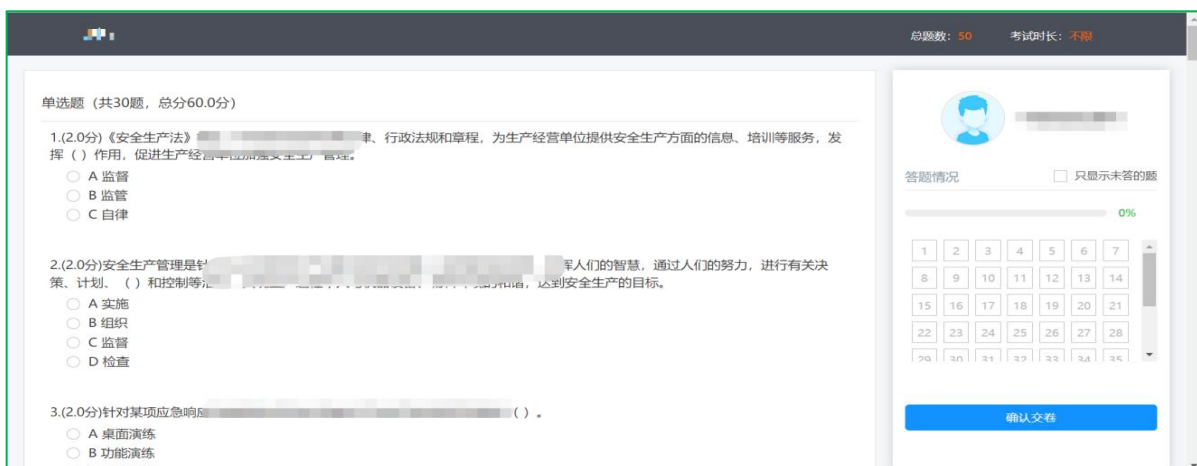 总题数：50 考试时长：不限
单选题（共30题，总分60.0分）
1.(2.0分)《安全生产法》 律、行政法规和章程，为生产经营单位提供安全生产方面的信息、培训等服务，发
挥（ ）作用，促进生产经营单位加强安全生产管理。
A 监督
B 监管
C 自律
2.(2.0分)安全生产管理是针 挥人们的智慧，通过人们的努力，进行有关决
策、计划、（ ）和控制等 达到安全生产的目标。
A 实施
B 组织
C 监督
D 检查
3.(2.0分)针对某项应急响应 （ ）。
A 桌面演练
B 功能演练
答题情况 只显示未答的题
0%
1 2 3 4 5 6 7
8 9 10 11 12 13 14
15 16 17 18 19 20 21
22 23 24 25 26 27 28
29 30 31 32 33 34 35
确认交卷